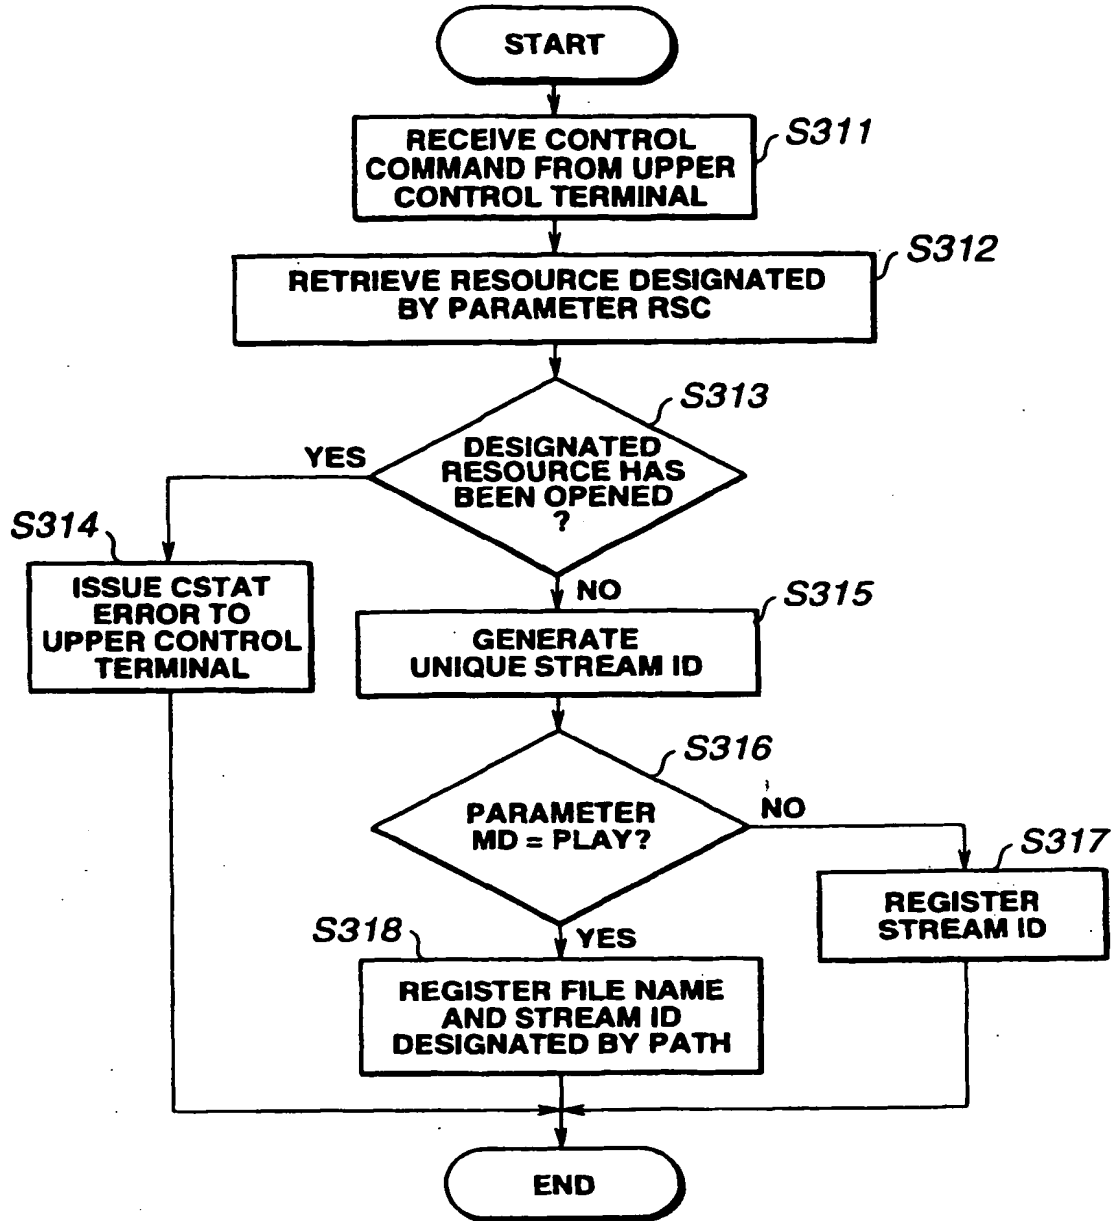 START
RECEIVE CONTROL
COMMAND FROM UPPER
CONTROL TERMINAL
S311
RETRIEVE RESOURCE DESIGNATED
BY PARAMETER RSC
S312
DESIGNATED
RESOURCE HAS
BEEN OPENED
?
S313
YES
NO
S314
ISSUE CSTAT
ERROR TO
UPPER CONTROL
TERMINAL
S315
GENERATE
UNIQUE STREAM ID
S316
PARAMETER
MD = PLAY?
NO
YES
S317
REGISTER
STREAM ID
S318
REGISTER FILE NAME
AND STREAM ID
DESIGNATED BY PATH
END